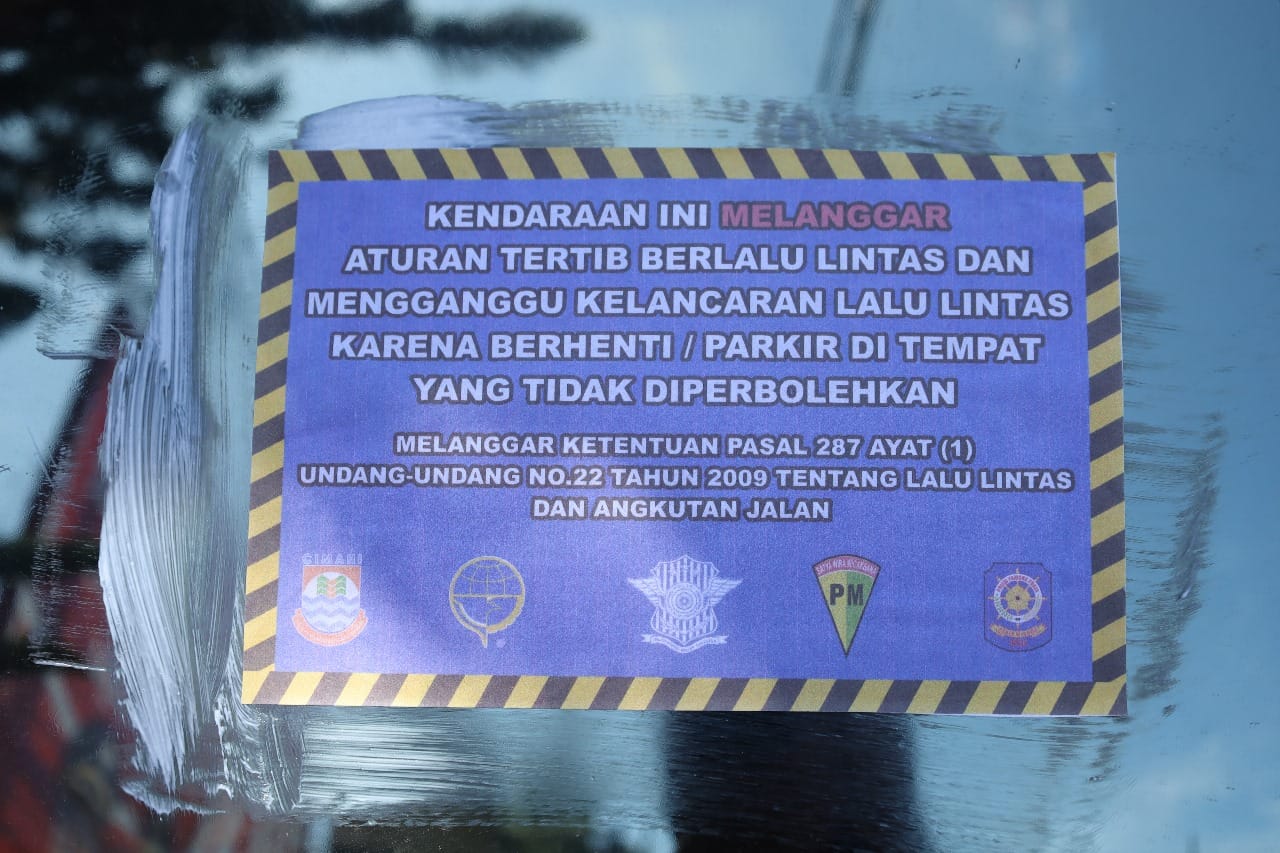 KENDARAAN INI MELANGGAR
ATURAN TERTIB BERLALU LINTAS DAN
MENGGANGGU KELANCARAN LALU LINTAS
KARENA BERHENTI / PARKIR DI TEMPAT
YANG TIDAK DIPERBOLEHKAN
MELANGGAR KETENTUAN PASAL 287 AYAT (1)
UNDANG-UNDANG NO.22 TAHUN 2009 TENTANG LALU LINTAS
DAN ANGKUTAN JALAN
CIMAHI
PM